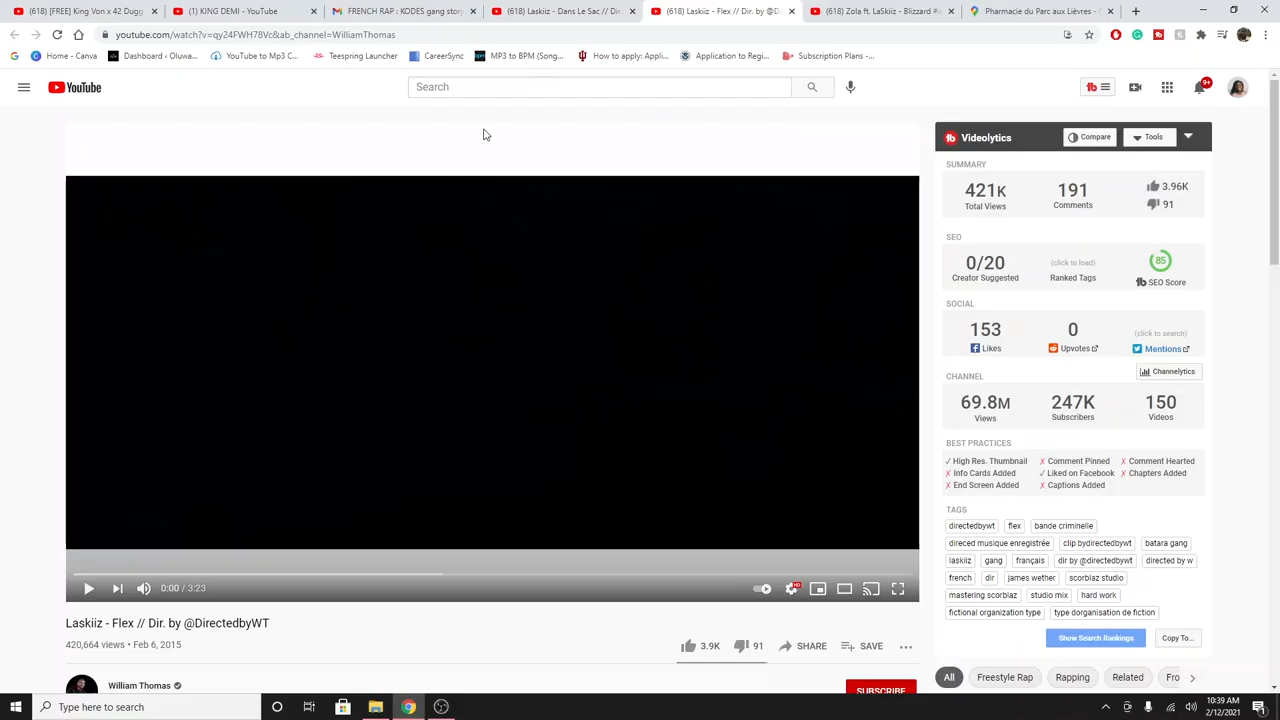 (618) [FREE] King Von x 42 Dugg
(1) KING DEMI - YouTube
FRENCH RAP : KODES gang story
(618) Laskiiz - Dans Le Sac // Dir.
(618) Laskiiz - Flex // Dir. by @Di
(618) Zola ft. LaSkiiz - Blizzard #a
Pharmacie du Parc aux Lièvres -
youtube.com/watch?v=qy24FWH78Vc&ab_channel=WilliamThomas
Home - Canva
Dashboard : Oluwa...
YouTube to Mp3 C...
Teespring Launcher
CareerSync
MP3 to BPM (Song...
How to apply: Appli...
Application to Regi...
Subscription Plans -...
YouTube
Search
9+
Videolytics
Compare
Tools
SUMMARY
421K
191
3.96K
Total Views
Comments
91
SEO
0/20
(click to load)
85
Creator Suggested
Ranked Tags
SEO Score
SOCIAL
153
0
(click to search)
Likes
Upvotes
Mentions
CHANNEL
Channelytics
69.8M
247K
150
Views
Subscribers
Videos
BEST PRACTICES
✓ High Res. Thumbnail
✗ Comment Pinned
✗ Comment Hearted
✗ Info Cards Added
✓ Liked on Facebook
✗ Chapters Added
✗ End Screen Added
✗ Captions Added
TAGS
directedbywt
flex
bande criminelle
direced musique enregistrée
clip bydirectedbywt
batara gang
laskiiz
gang
français
dir by @directedbywt
directed by w
french
dir
james wether
scorblaz studio
mastering scorblaz
studio mix
hard work
fictional organization type
type dorganisation de fiction
Show Search Rankings
Copy To...
All
Freestyle Rap
Rapping
Related
Fro
0:00 / 3:23
HD
Laskiiz - Flex // Dir. by @DirectedbyWT
420,664 views • Feb 6, 2015
3.9K
91
SHARE
SAVE
William Thomas
SUBSCRIBE
Type here to search
10:39 AM
2/12/2021
1